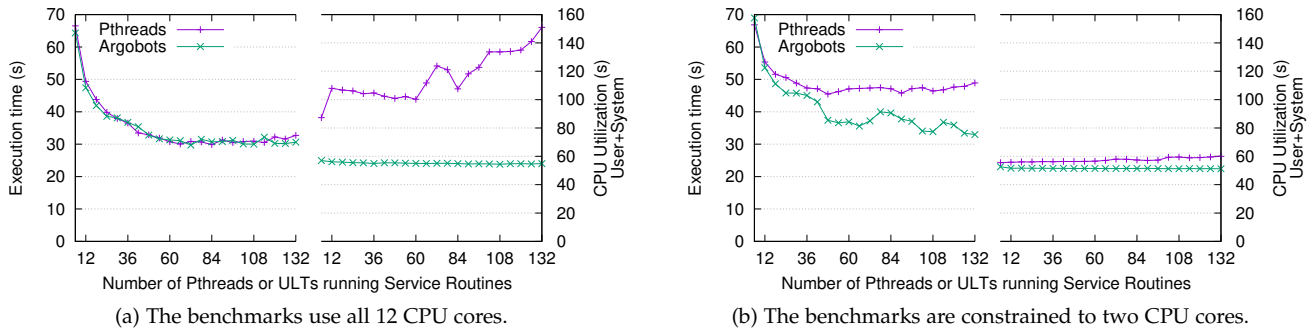 70
60
50
40
30
20
10
0
Execution time (s)
Pthreads
Argobots
12 36 60 84 108 132
12 36 60 84 108 132
160
140
120
100
80
60
40
20
0
CPU Utilization (s)
User+System
Number of Pthreads or ULTs running Service Routines
(a) The benchmarks use all 12 CPU cores.
70
60
50
40
30
20
10
0
Execution time (s)
Pthreads
Argobots
12 36 60 84 108 132
12 36 60 84 108 132
160
140
120
100
80
60
40
20
0
CPU Utilization (s)
User+System
Number of Pthreads or ULTs running Service Routines
(b) The benchmarks are constrained to two CPU cores.